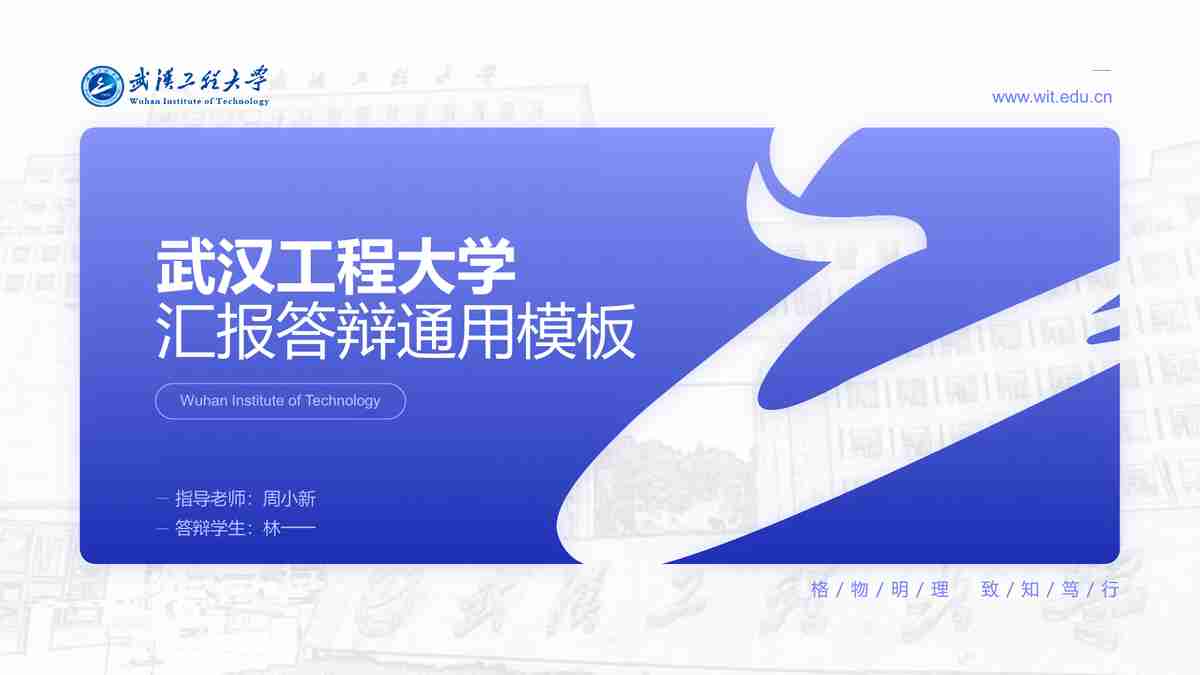 武漢工程大学
Wuhan Institute of Technology
www.wit.edu.cn
武汉工程大学
汇报答辩通用模板
Wuhan Institute of Technology
— 指导老师：周小新
— 答辩学生：林一一
格 / 物 / 明 / 理 致 / 知 / 笃 / 行